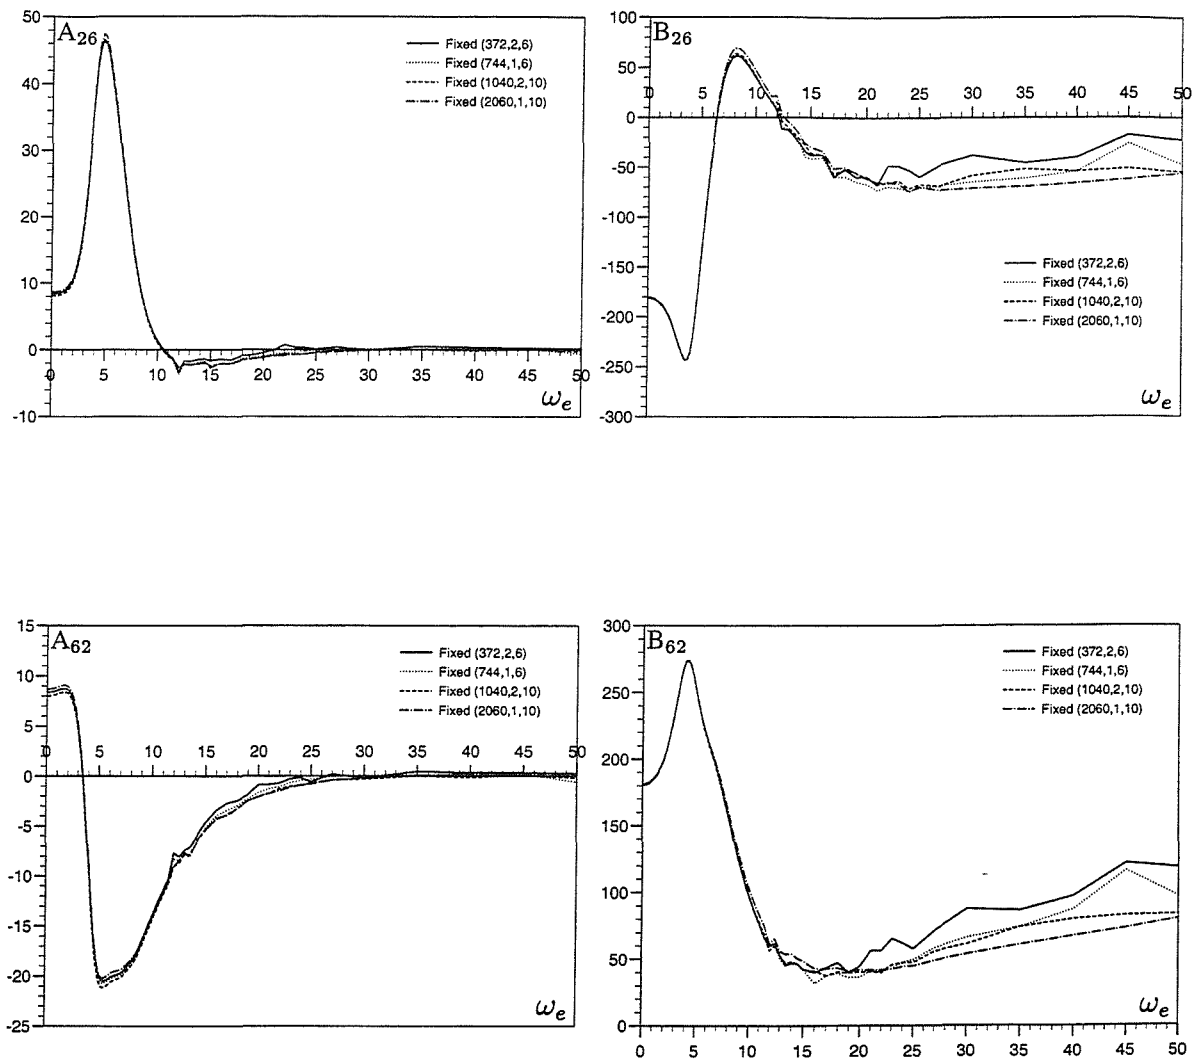 A26
50
40
30
20
10
0
-10
0 5 10 15 20 25 30 35 40 45 50
Fixed (372,2,6)
Fixed (744,1,6)
Fixed (1040,2,10)
Fixed (2060,1,10)
ωe
B26
100
50
0
-50
-100
-150
-200
-250
-300
0 5 10 15 20 25 30 35 40 45 50
Fixed (372,2,6)
Fixed (744,1,6)
Fixed (1040,2,10)
Fixed (2060,1,10)
ωe
A62
15
10
5
0
-5
-10
-15
-20
-25
0 5 10 15 20 25 30 35 40 45 50
Fixed (372,2,6)
Fixed (744,1,6)
Fixed (1040,2,10)
Fixed (2060,1,10)
ωe
B62
300
250
200
150
100
50
0
0 5 10 15 20 25 30 35 40 45 50
Fixed (372,2,6)
Fixed (744,1,6)
Fixed (1040,2,10)
Fixed (2060,1,10)
ωe